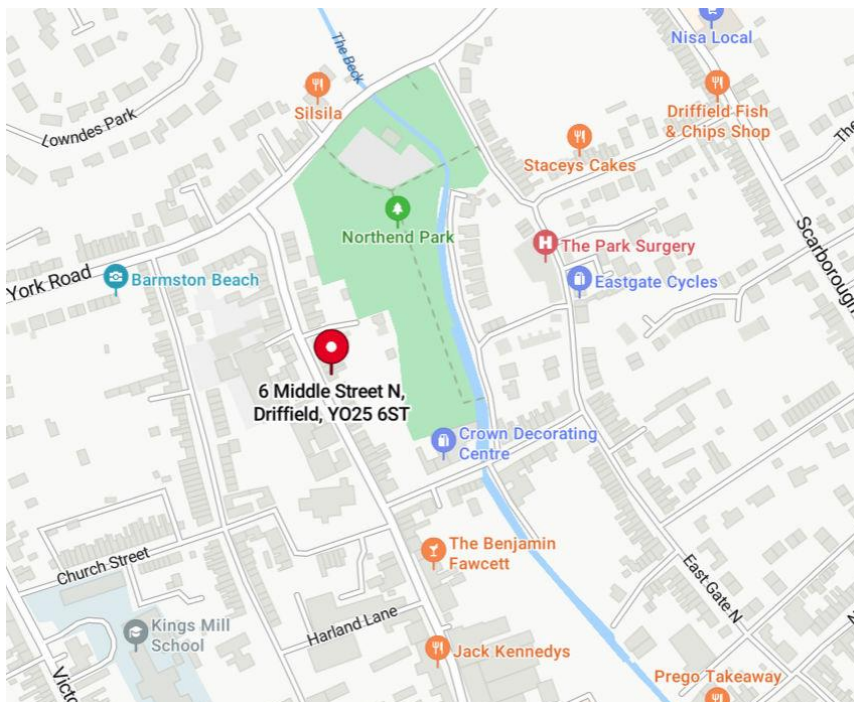 Nisa Local
The Beck
Silsila
Driffield Fish
& Chips Shop
Lowndes Park
Staceys Cakes
The
Northend Park
The Park Surgery
Scarborough
York Road
Barmston Beach
Eastgate Cycles
6 Middle Street N,
Driffield, YO25 6ST
Crown Decorating
Centre
The Benjamin
Fawcett
Church Street
East Gate N
Kings Mill
School
Harland Lane
Jack Kennedys
Victo
Prego Takeaway